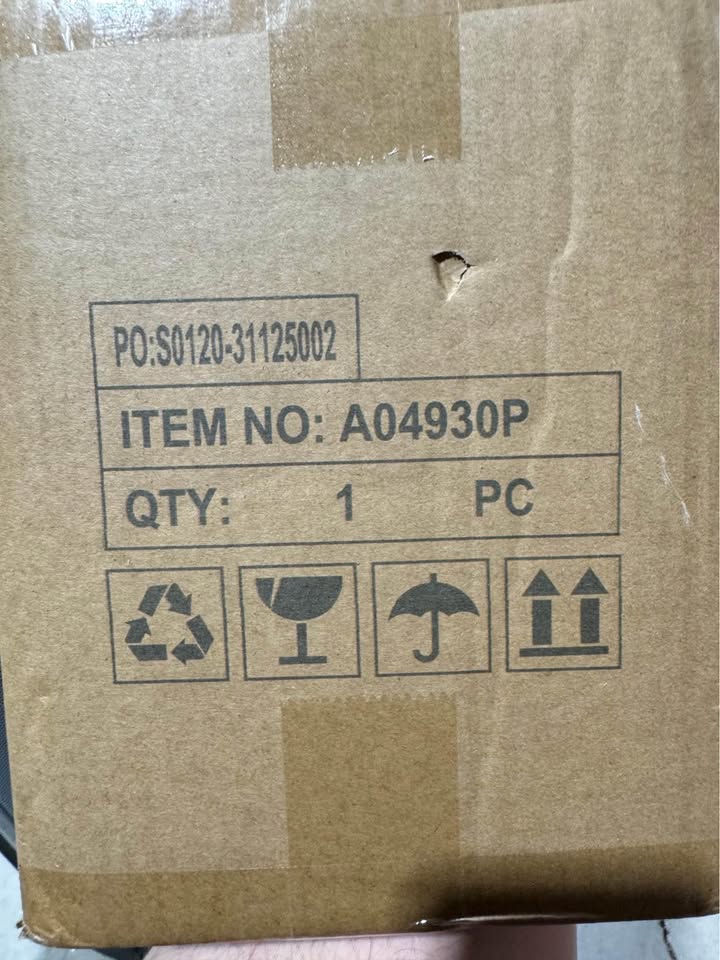 PO:S0120-31125002
ITEM NO: A04930P
QTY: 1 PC